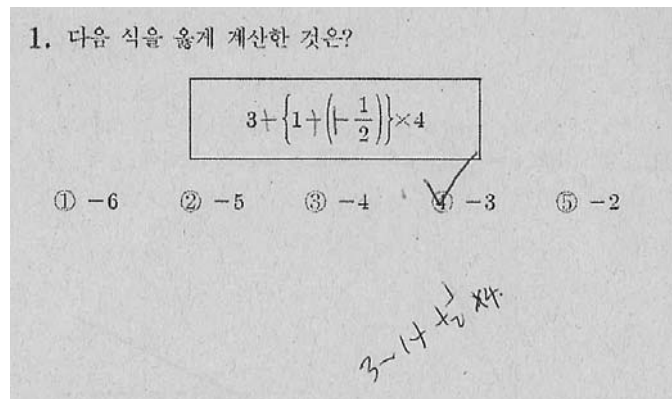 1. 다음 식을 옳게 계산한 것은?
3+{1+(-1/2)}×4
① -6 ② -5 ③ -4 ④ -3 ⑤ -2
3-1+ +1/2 ×4.